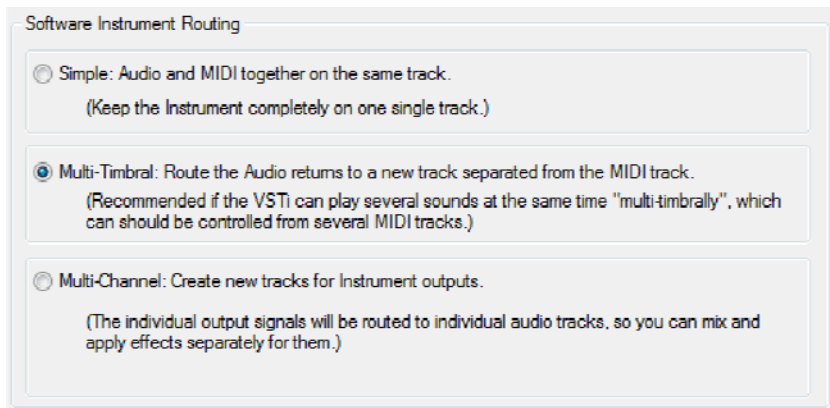 Software Instrument Routing
Simple: Audio and MIDI together on the same track.
(Keep the Instrument completely on one single track.)
Multi-Timbral: Route the Audio returns to a new track separated from the MIDI track.
(Recommended if the VSTi can play several sounds at the same time "multi-timbrally", which
can should be controlled from several MIDI tracks.)
Multi-Channel: Create new tracks for Instrument outputs.
(The individual output signals will be routed to individual audio tracks, so you can mix and
apply effects separately for them.)